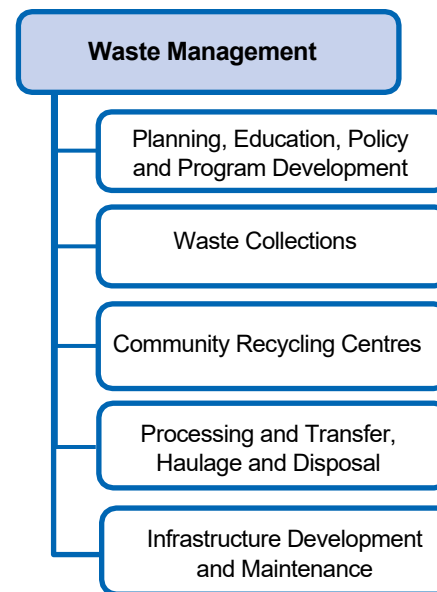 Waste Management
Planning, Education, Policy
and Program Development
Waste Collections
Community Recycling Centres
Processing and Transfer,
Haulage and Disposal
Infrastructure Development
and Maintenance